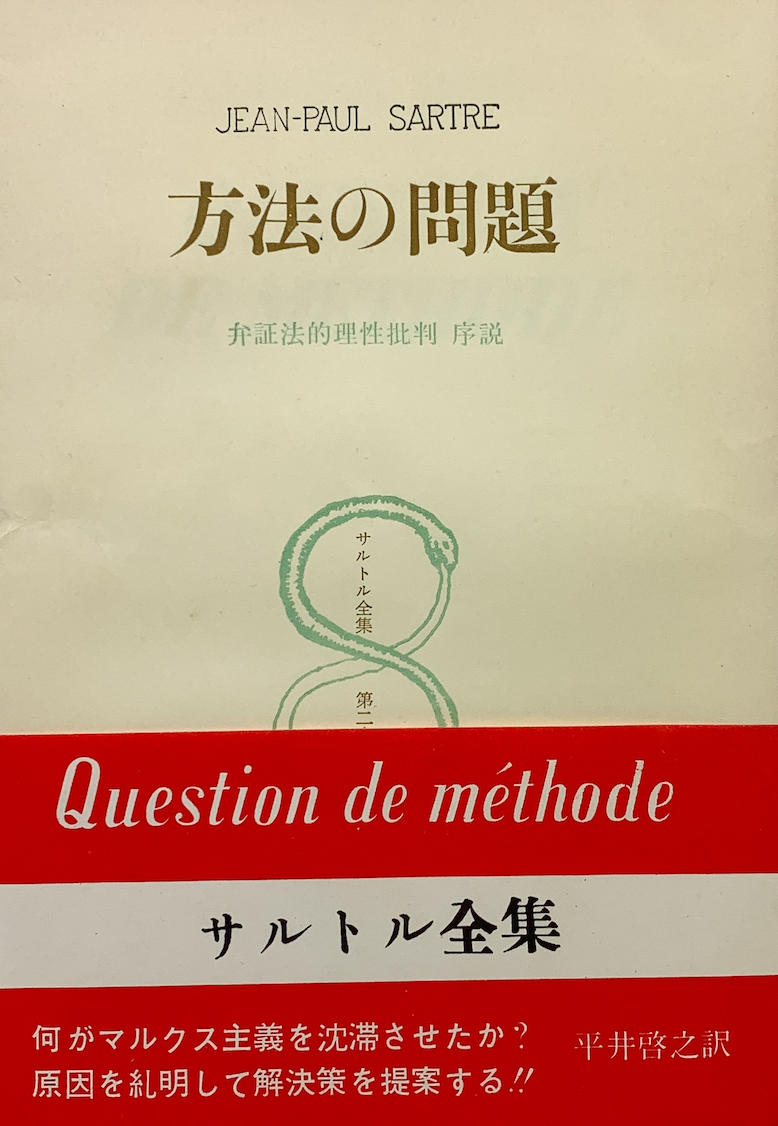 JEAN-PAUL SARTRE
方法の問題
弁証法的理性批判 序説
サルトル全集 第二
Question de méthode
サルトル全集
何がマルクス主義を沈滞させたか?
原因を糾明して解決策を提案する!!
平井啓之訳